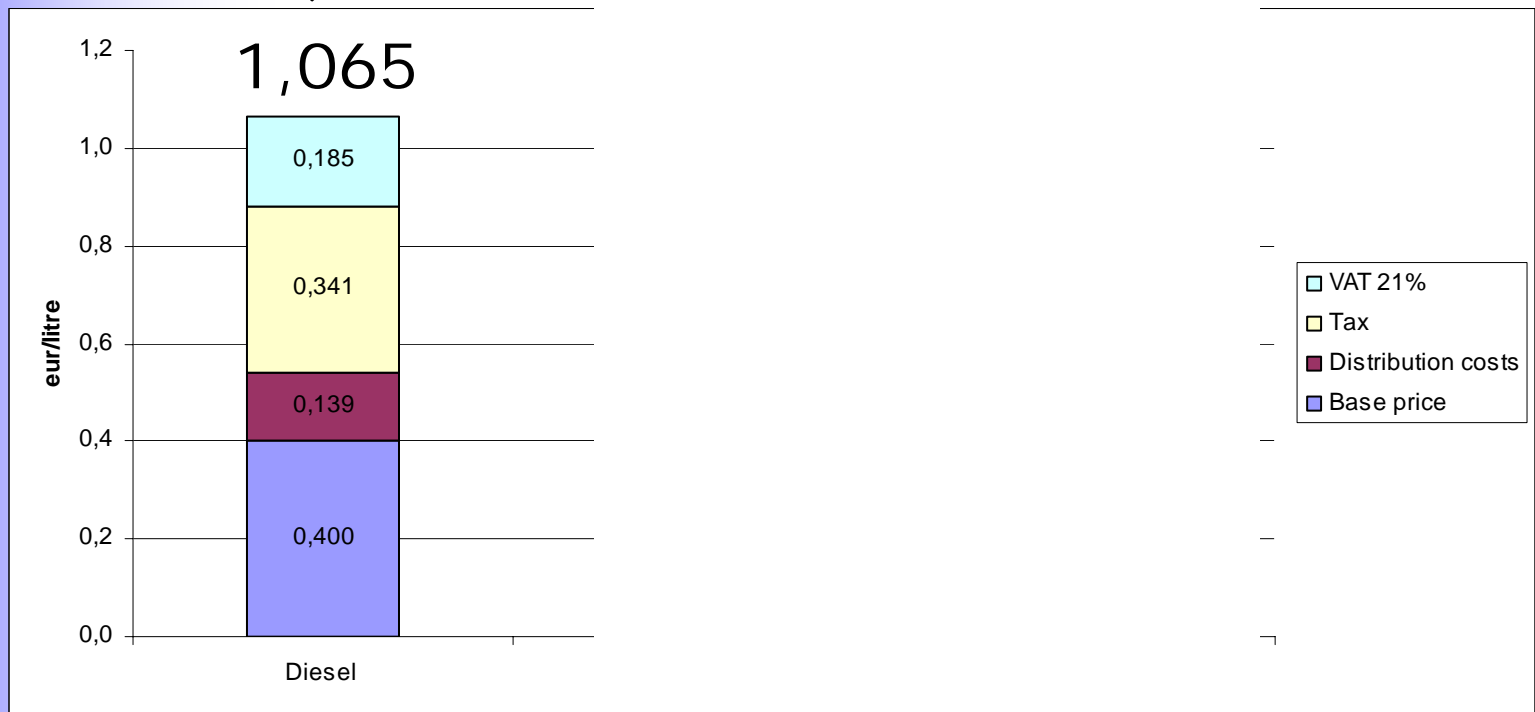 1,065
1,2
1,0
0,8
0,6
0,4
0,2
0,0
eur/litre
0,185
0,341
0,139
0,400
Diesel
VAT 21%
Tax
Distribution costs
Base price